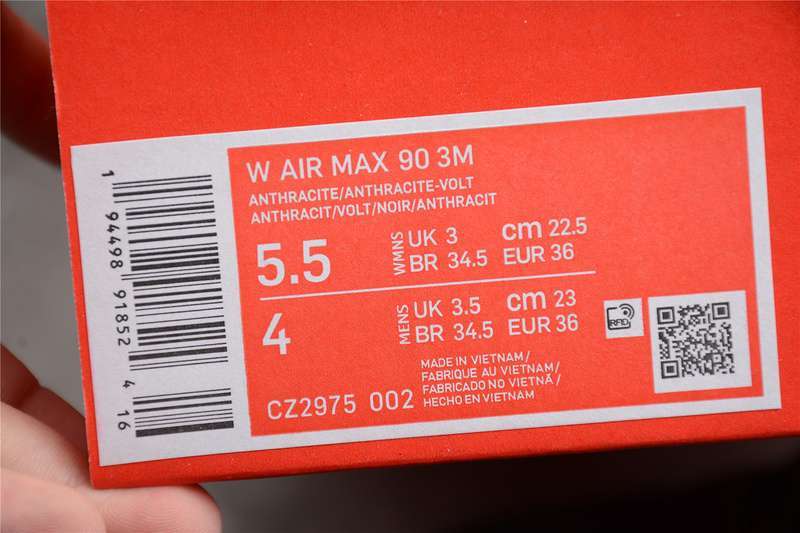 W AIR MAX 90 3M
ANTHRACITE/ANTHRACITE-VOLT
ANTHRACIT/VOLT/NOIR/ANTHRACIT
5.5 WMNS UK 3 cm 22.5
BR 34.5 EUR 36
4 MENS UK 3.5 cm 23
BR 34.5 EUR 36
RFID
MADE IN VIETNAM/
FABRIQUE AU VIETNAM/
FABRICADO NO VIETNÃ/
HECHO EN VIETNAM
CZ2975 002
1 94498 91852 4 16